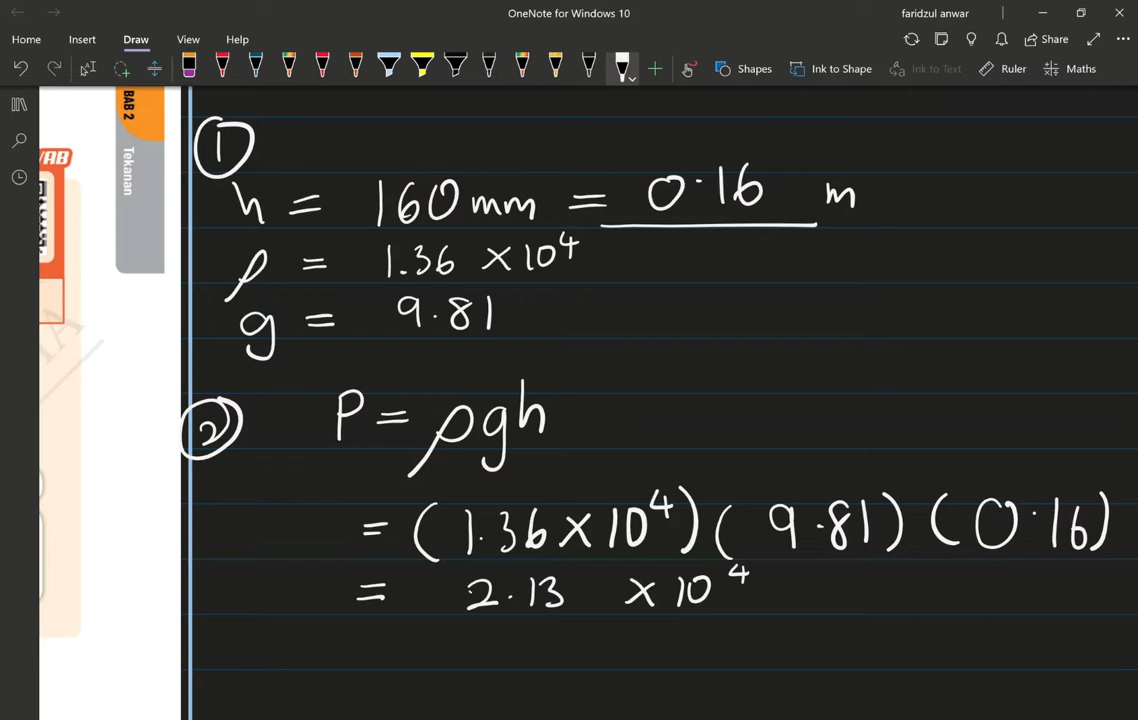 OneNote for Windows 10
faridzul anwar
Home Insert Draw View Help
Share
Shapes Ink to Shape Ink to Text Ruler Maths
BAB 2
Tekanan
/AB
①
h = 160mm = 0.16 m
ρ = 1.36 × 10⁴
g = 9.81
②
P = ρgh
= (1.36 × 10⁴)(9.81)(0.16)
= 2.13 × 10⁴